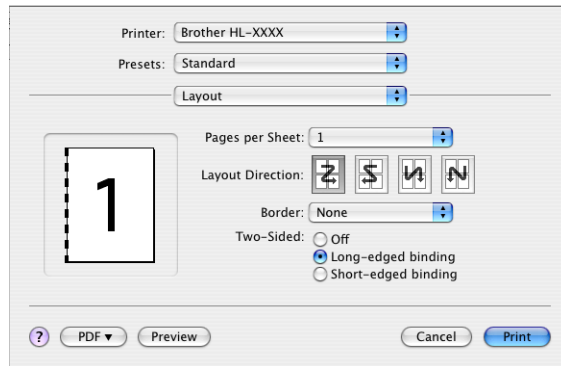 Printer: Brother HL-XXXX
Presets: Standard
Layout
Pages per Sheet: 1
Layout Direction:
1
Border: None
Two-Sided: Off
Long-edged binding
Short-edged binding
? PDF▼ Preview Cancel Print